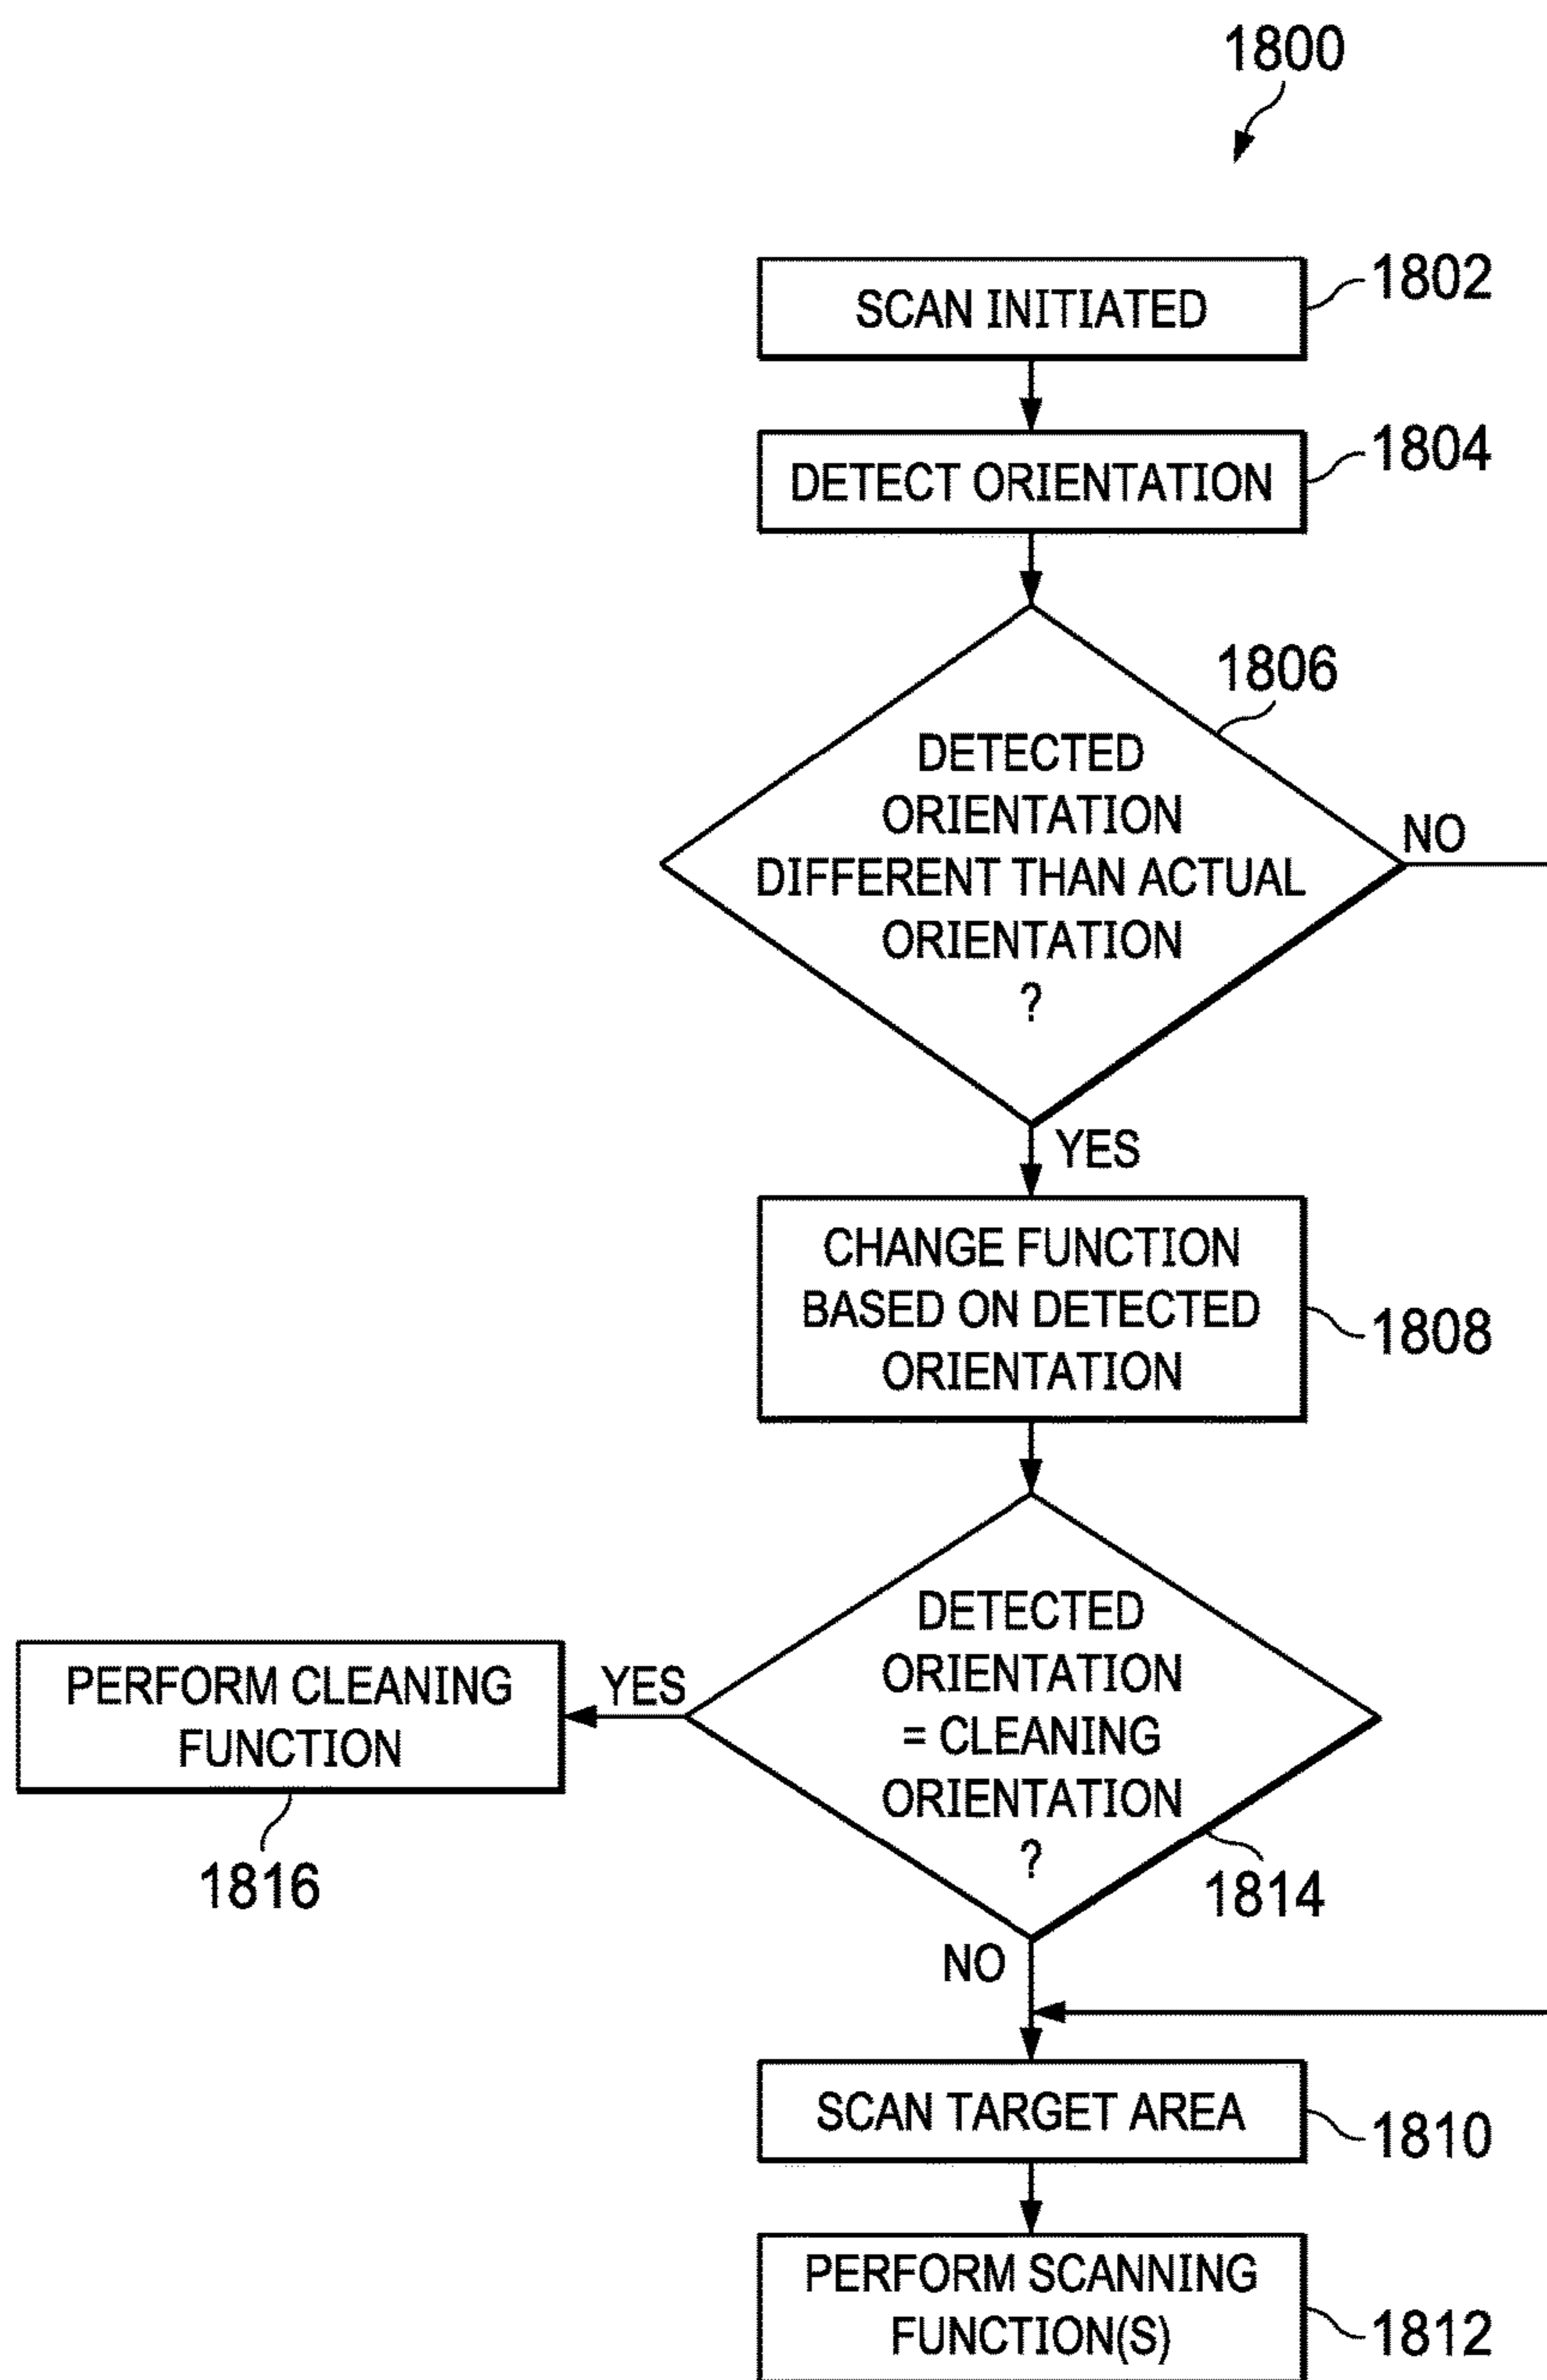 1800
SCAN INITIATED
1802
DETECT ORIENTATION
1804
1806
DETECTED
ORIENTATION
DIFFERENT THAN ACTUAL
ORIENTATION
?
NO
YES
CHANGE FUNCTION
BASED ON DETECTED
ORIENTATION
1808
DETECTED
ORIENTATION
= CLEANING
ORIENTATION
?
YES
PERFORM CLEANING
FUNCTION
1816
1814
NO
SCAN TARGET AREA
1810
PERFORM SCANNING
FUNCTION(S)
1812